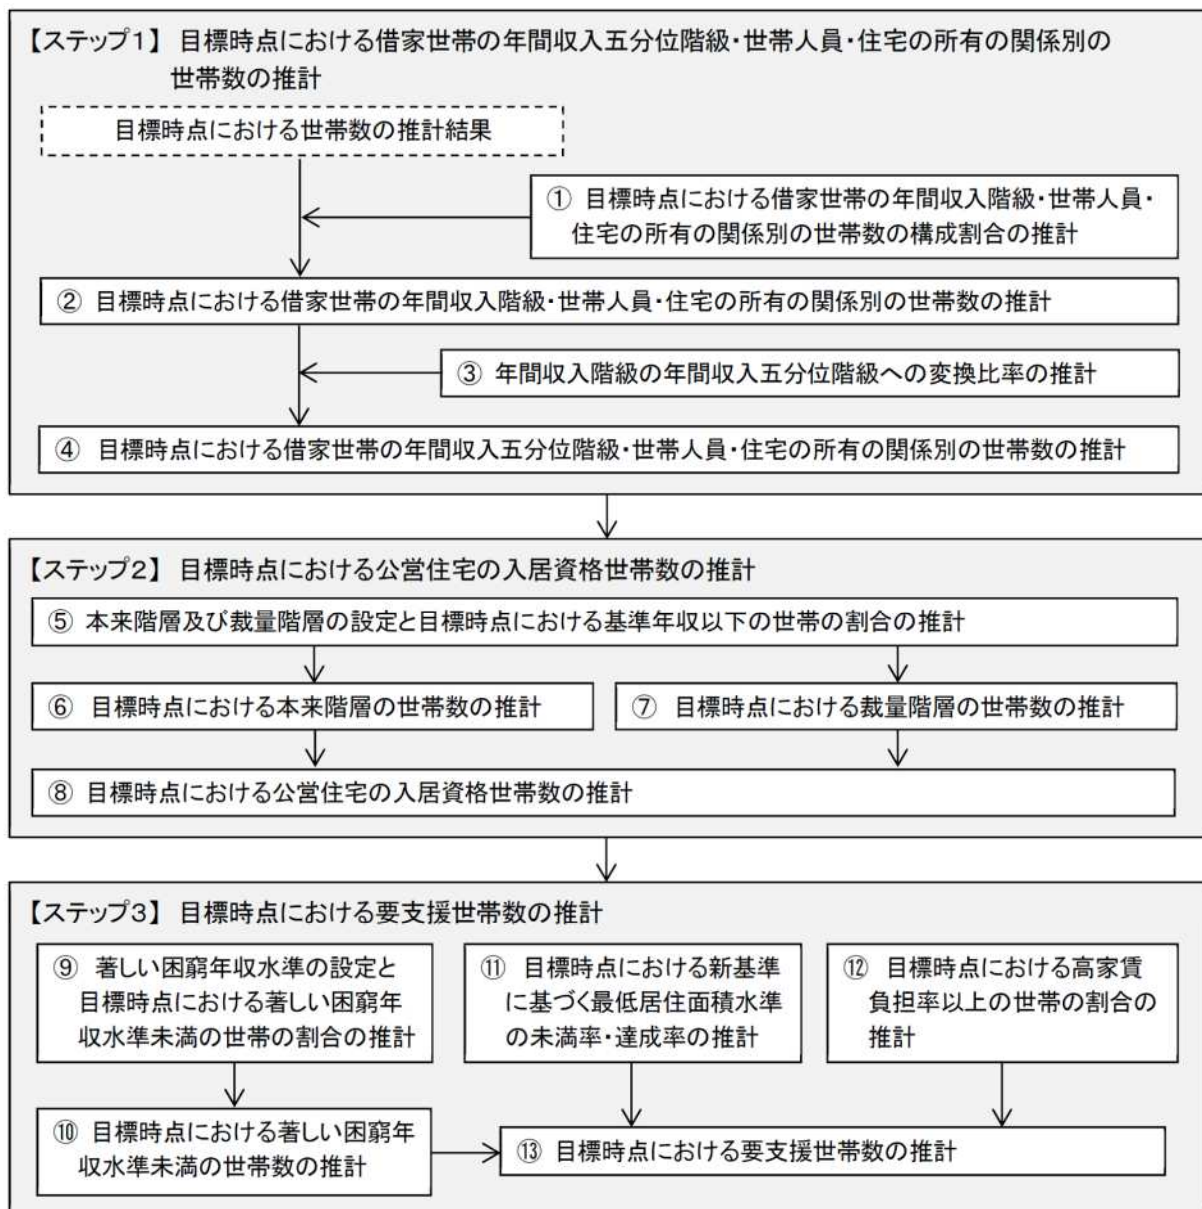 【ステップ1】 目標時点における借家世帯の年間収入五分位階級・世帯人員・住宅の所有の関係別の
世帯数の推計
目標時点における世帯数の推計結果
① 目標時点における借家世帯の年間収入階級・世帯人員・
住宅の所有の関係別の世帯数の構成割合の推計
② 目標時点における借家世帯の年間収入階級・世帯人員・住宅の所有の関係別の世帯数の推計
③ 年間収入階級の年間収入五分位階級への変換比率の推計
④ 目標時点における借家世帯の年間収入五分位階級・世帯人員・住宅の所有の関係別の世帯数の推計
【ステップ2】 目標時点における公営住宅の入居資格世帯数の推計
⑤ 本来階層及び裁量階層の設定と目標時点における基準年収以下の世帯の割合の推計
⑥ 目標時点における本来階層の世帯数の推計
⑦ 目標時点における裁量階層の世帯数の推計
⑧ 目標時点における公営住宅の入居資格世帯数の推計
【ステップ3】 目標時点における要支援世帯数の推計
⑨ 著しい困窮年収水準の設定と
目標時点における著しい困窮年
収水準未満の世帯の割合の推計
⑪ 目標時点における新基準
に基づく最低居住面積水準
の未満率・達成率の推計
⑫ 目標時点における高家賃
負担率以上の世帯の割合の
推計
⑩ 目標時点における著しい困窮年
収水準未満の世帯数の推計
⑬ 目標時点における要支援世帯数の推計